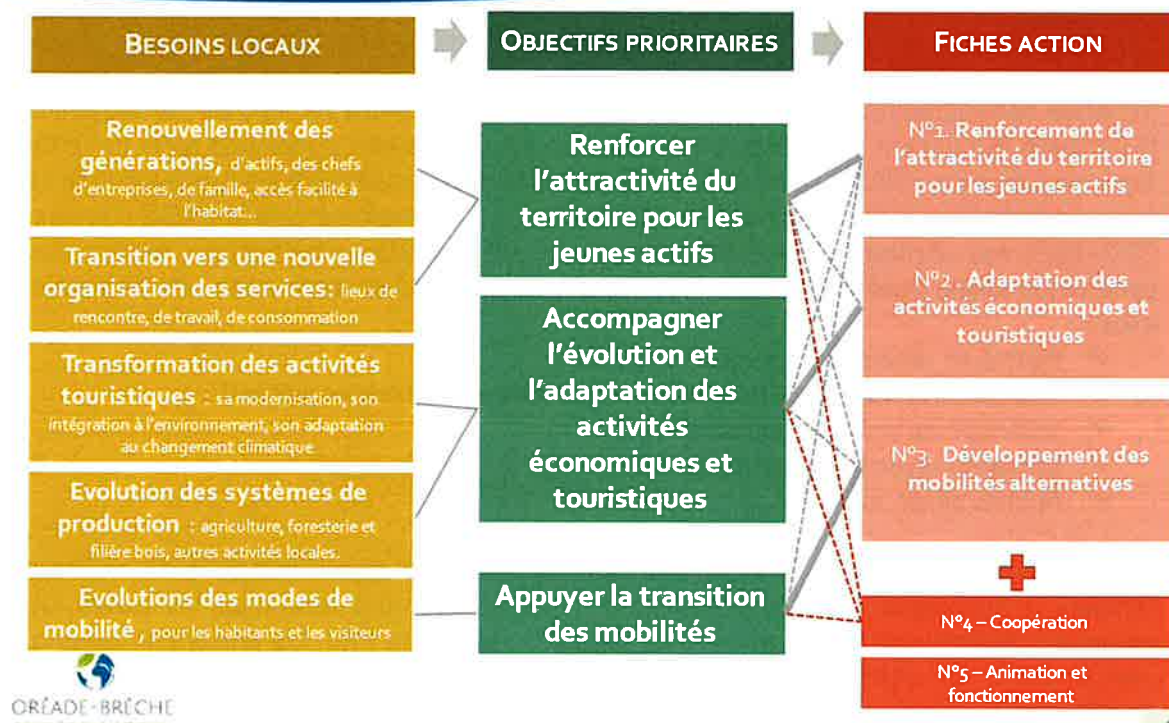 BESOINS LOCAUX
OBJECTIFS PRIORITAIRES
FICHES ACTION
Renouvellement des
générations, d'actifs, des chefs
d'entreprises, de famille, accès facilité à
l'habitat...
Transition vers une nouvelle
organisation des services: lieux de
rencontre, de travail, de consommation
Transformation des activités
touristiques : sa modernisation, son
intégration à l'environnement, son adaptation
au changement climatique
Evolution des systèmes de
production : agriculture, foresterie et
filière bois, autres activités locales.
Evolutions des modes de
mobilité, pour les habitants et les visiteurs
Renforcer
l'attractivité du
territoire pour les
jeunes actifs
Accompagner
l'évolution et
l'adaptation des
activités
économiques et
touristiques
Appuyer la transition
des mobilités
N°1. Renforcement de
l'attractivité du territoire
pour les jeunes actifs
N°2. Adaptation des
activités économiques et
touristiques
N°3. Développement des
mobilités alternatives
N°4 – Coopération
N°5 – Animation et
fonctionnement
ORÉADE-BRÈCHE